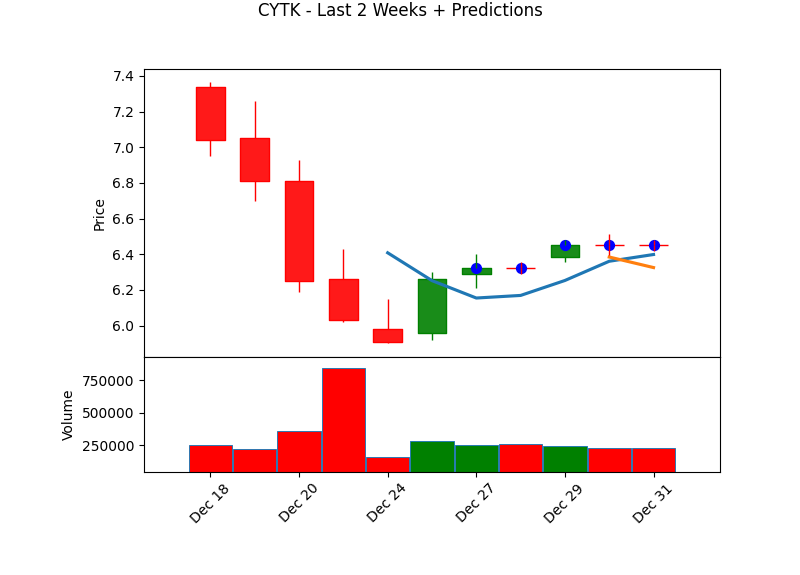 CYTK - Last 2 Weeks + Predictions
7.4
7.2
7.0
6.8
6.6
6.4
6.2
6.0
Price
750000
500000
250000
Volume
Dec 18
Dec 20
Dec 24
Dec 27
Dec 29
Dec 31